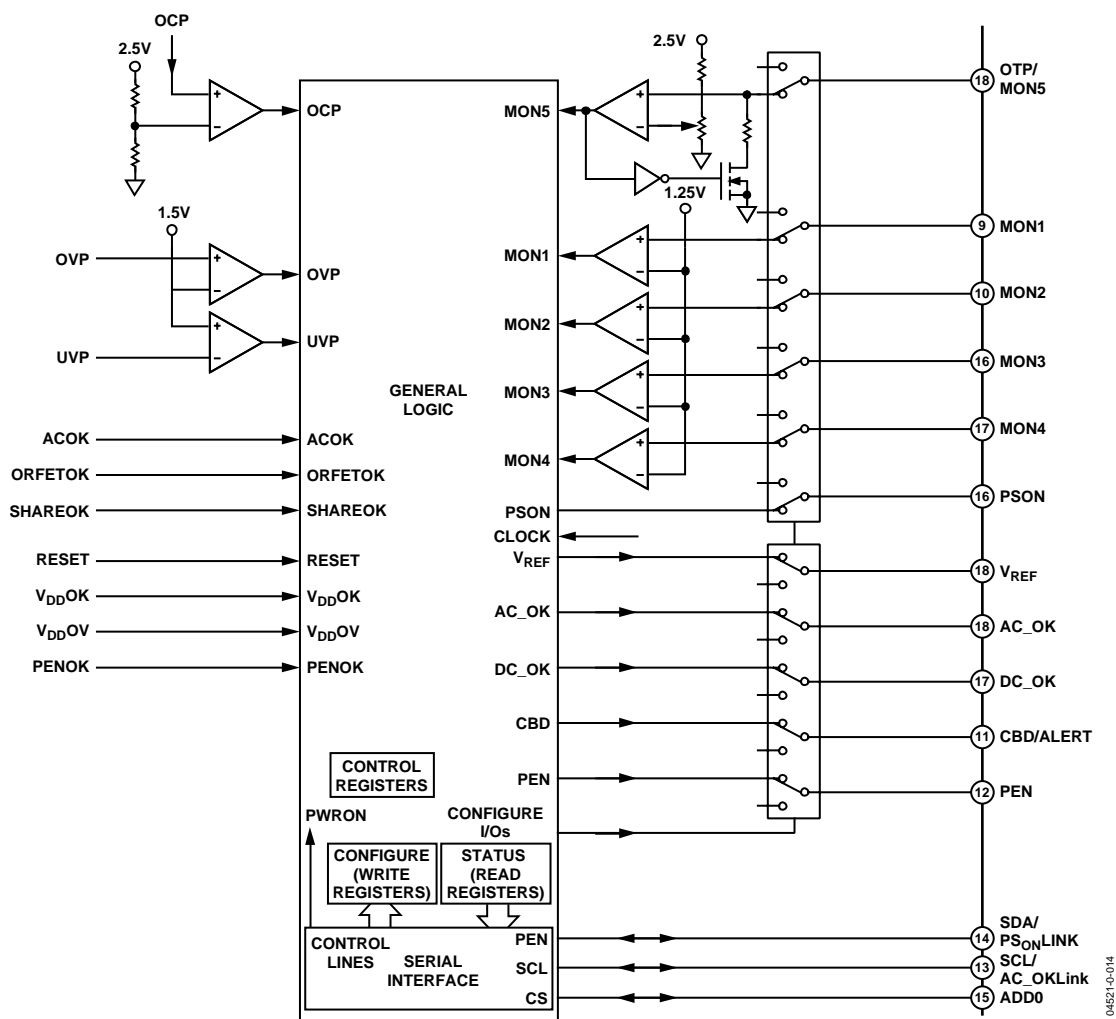 OCP
2.5V
OCP
1.5V
OVP
OVP
UVP
UVP
ACOK
ACOK
ORFETOK
ORFETOK
SHAREOK
SHAREOK
RESET
RESET
VDDOK
VDDOK
VDDOV
VDDOV
PENOK
PENOK
GENERAL
LOGIC
CONTROL
REGISTERS
PWRON
CONFIGURE
I/Os
CONFIGURE
(WRITE
REGISTERS)
STATUS
(READ
REGISTERS)
CONTROL
LINES
SERIAL
INTERFACE
PEN
SCL
CS
MON5
MON1
MON2
MON3
MON4
PSON
CLOCK
VREF
AC_OK
DC_OK
CBD
PEN
2.5V
1.25V
+
−
+
−
+
−
+
−
+
−
+
−
+
−
+
−
18 OTP/
MON5
9 MON1
10 MON2
16 MON3
17 MON4
16 PSON
18 VREF
18 AC_OK
17 DC_OK
11 CBD/ALERT
12 PEN
14 SDA/
PSONLINK
13 SCL/
AC_OKLink
15 ADD0
04521-0-014